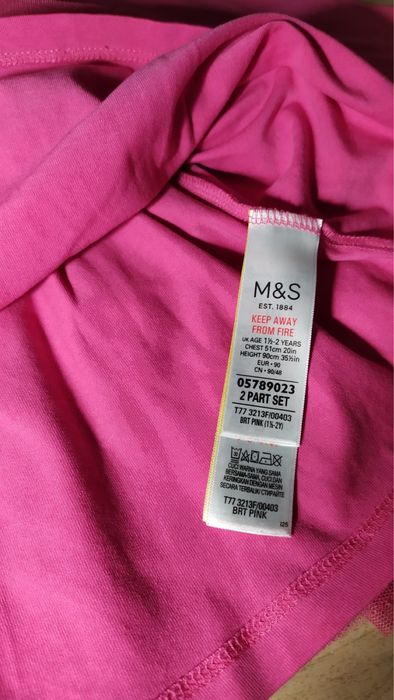 M&S
EST. 1884
KEEP AWAY
FROM FIRE
UK AGE 1½-2 YEARS
CHEST 51cm 20in
HEIGHT 90cm 35½in
EUR • 90
CN • 90/48
05789023
2 PART SET
T77 3213F/00403
BRT PINK (1½-2Y)
CUCI WARNA YANG SAMA
BERSAMA-SAMA, CUCI DAN
KERINGKAN DENGAN MESIN
SECARA TERBALIK
T77 3213F/00403
BRT PINK